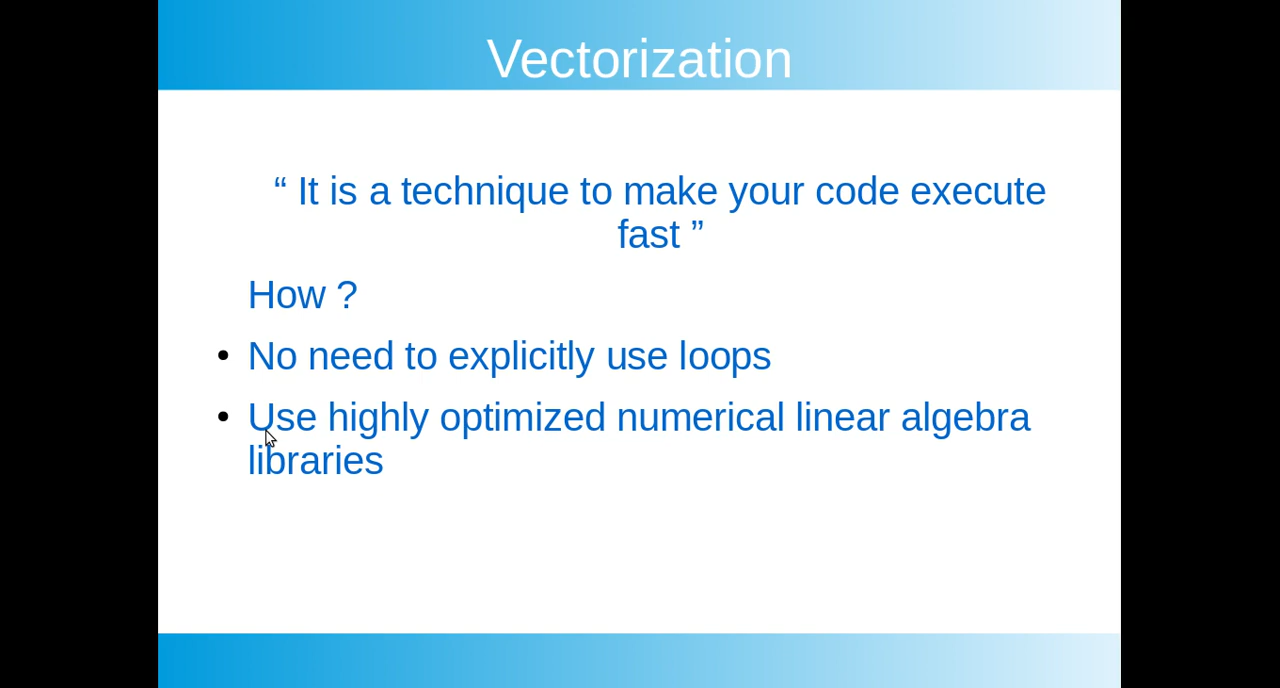 Vectorization
“ It is a technique to make your code execute
fast ”
How ?
• No need to explicitly use loops
• Use highly optimized numerical linear algebra
libraries